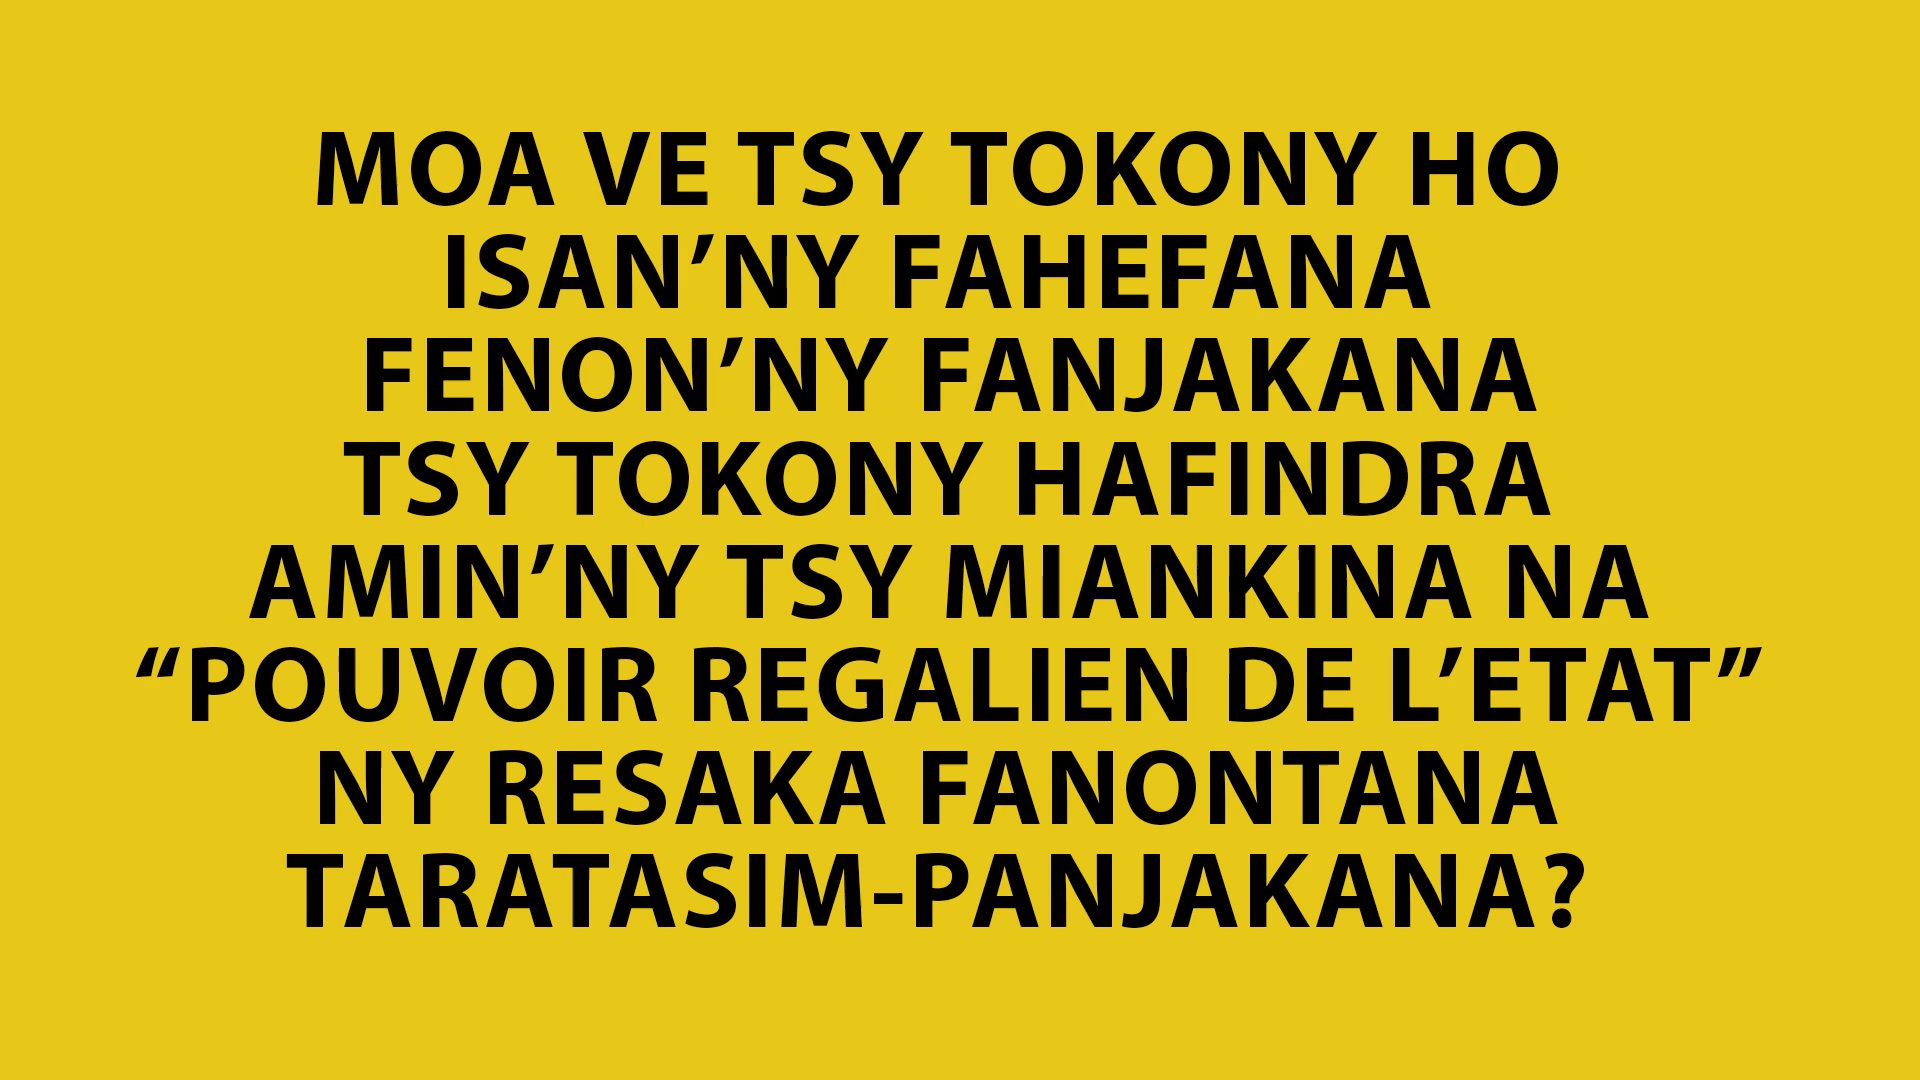 MOA VE TSY TOKONY HO
ISAN’NY FAHEFANA
FENON’NY FANJAKANA
TSY TOKONY HAFINDRA
AMIN’NY TSY MIANKINA NA
“POUVOIR REGALIEN DE L’ETAT”
NY RESAKA FANONTANA
TARATASIM-PANJAKANA?